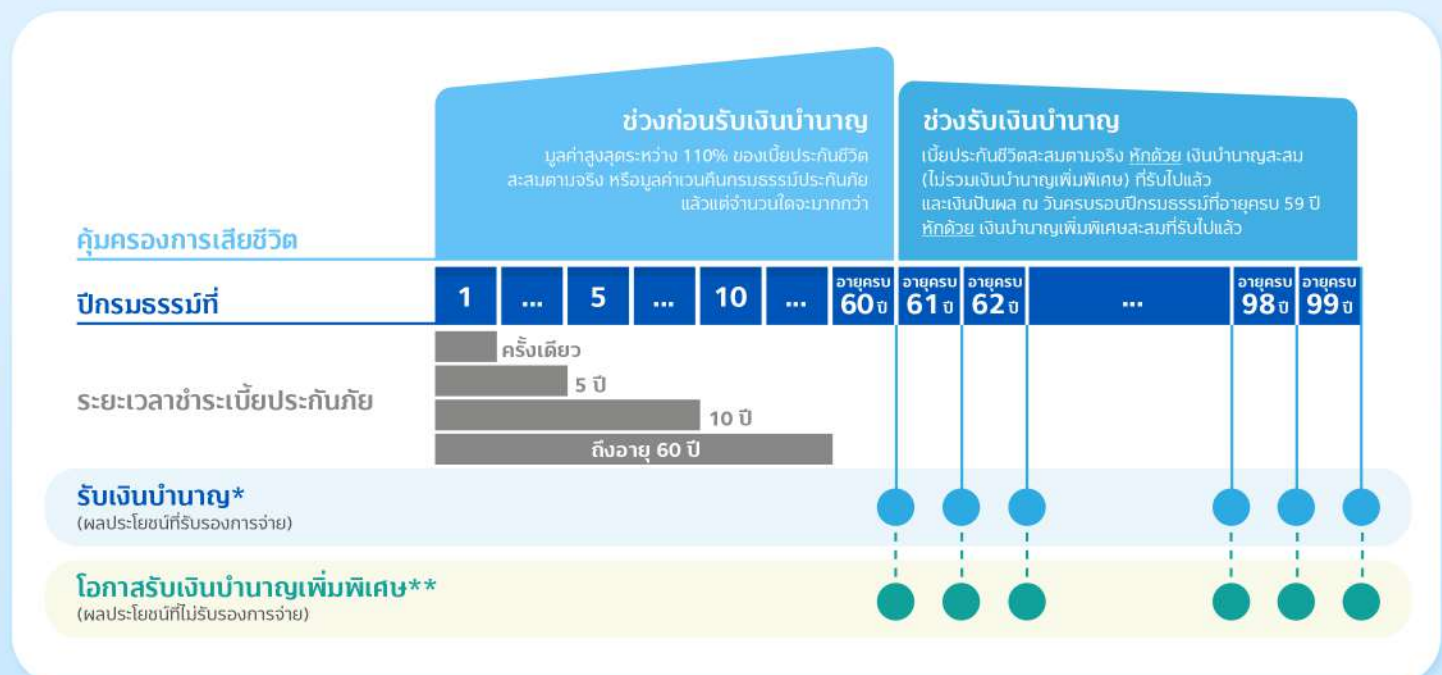 ช่วงก่อนรับเงินบำนาญ
มูลค่าสูงสุดระหว่าง 110% ของเบี้ยประกันชีวิต
สะสมตามจริง หรือมูลค่าเวนคืนกรมธรรม์ประกันภัย
แล้วแต่จำนวนใดจะมากกว่า
ช่วงรับเงินบำนาญ
เบี้ยประกันชีวิตสะสมตามจริง หักด้วย เงินบำนาญสะสม
(ไม่รวมเงินบำนาญเพิ่มพิเศษ) ที่รับไปแล้ว
และเงินปันผล ณ วันครบรอบปีกรมธรรม์ที่อายุครบ 59 ปี
หักด้วย เงินบำนาญเพิ่มพิเศษสะสมที่รับไปแล้ว
คุ้มครองการเสียชีวิต
ปีกรมธรรม์ที่
1 ... 5 ... 10 ... อายุครบ 60 ปี อายุครบ 61 ปี อายุครบ 62 ปี ... อายุครบ 98 ปี อายุครบ 99 ปี
ระยะเวลาชำระเบี้ยประกันภัย
ครั้งเดียว
5 ปี
10 ปี
ถึงอายุ 60 ปี
รับเงินบำนาญ*
(ผลประโยชน์ที่รับรองการจ่าย)
โอกาสรับเงินบำนาญเพิ่มพิเศษ**
(ผลประโยชน์ที่ไม่รับรองการจ่าย)